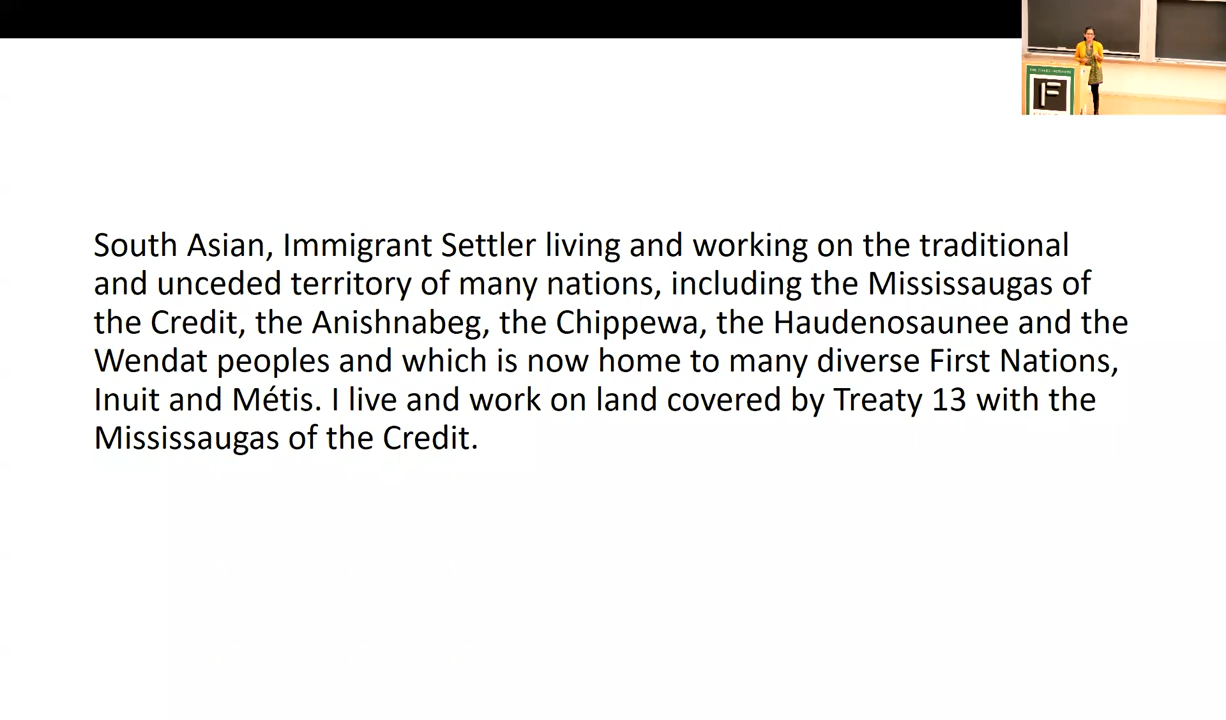 South Asian, Immigrant Settler living and working on the traditional
and unceded territory of many nations, including the Mississaugas of
the Credit, the Anishnabeg, the Chippewa, the Haudenosaunee and the
Wendat peoples and which is now home to many diverse First Nations,
Inuit and Métis. I live and work on land covered by Treaty 13 with the
Mississaugas of the Credit.
THE FIELDS INSTITUTE
F